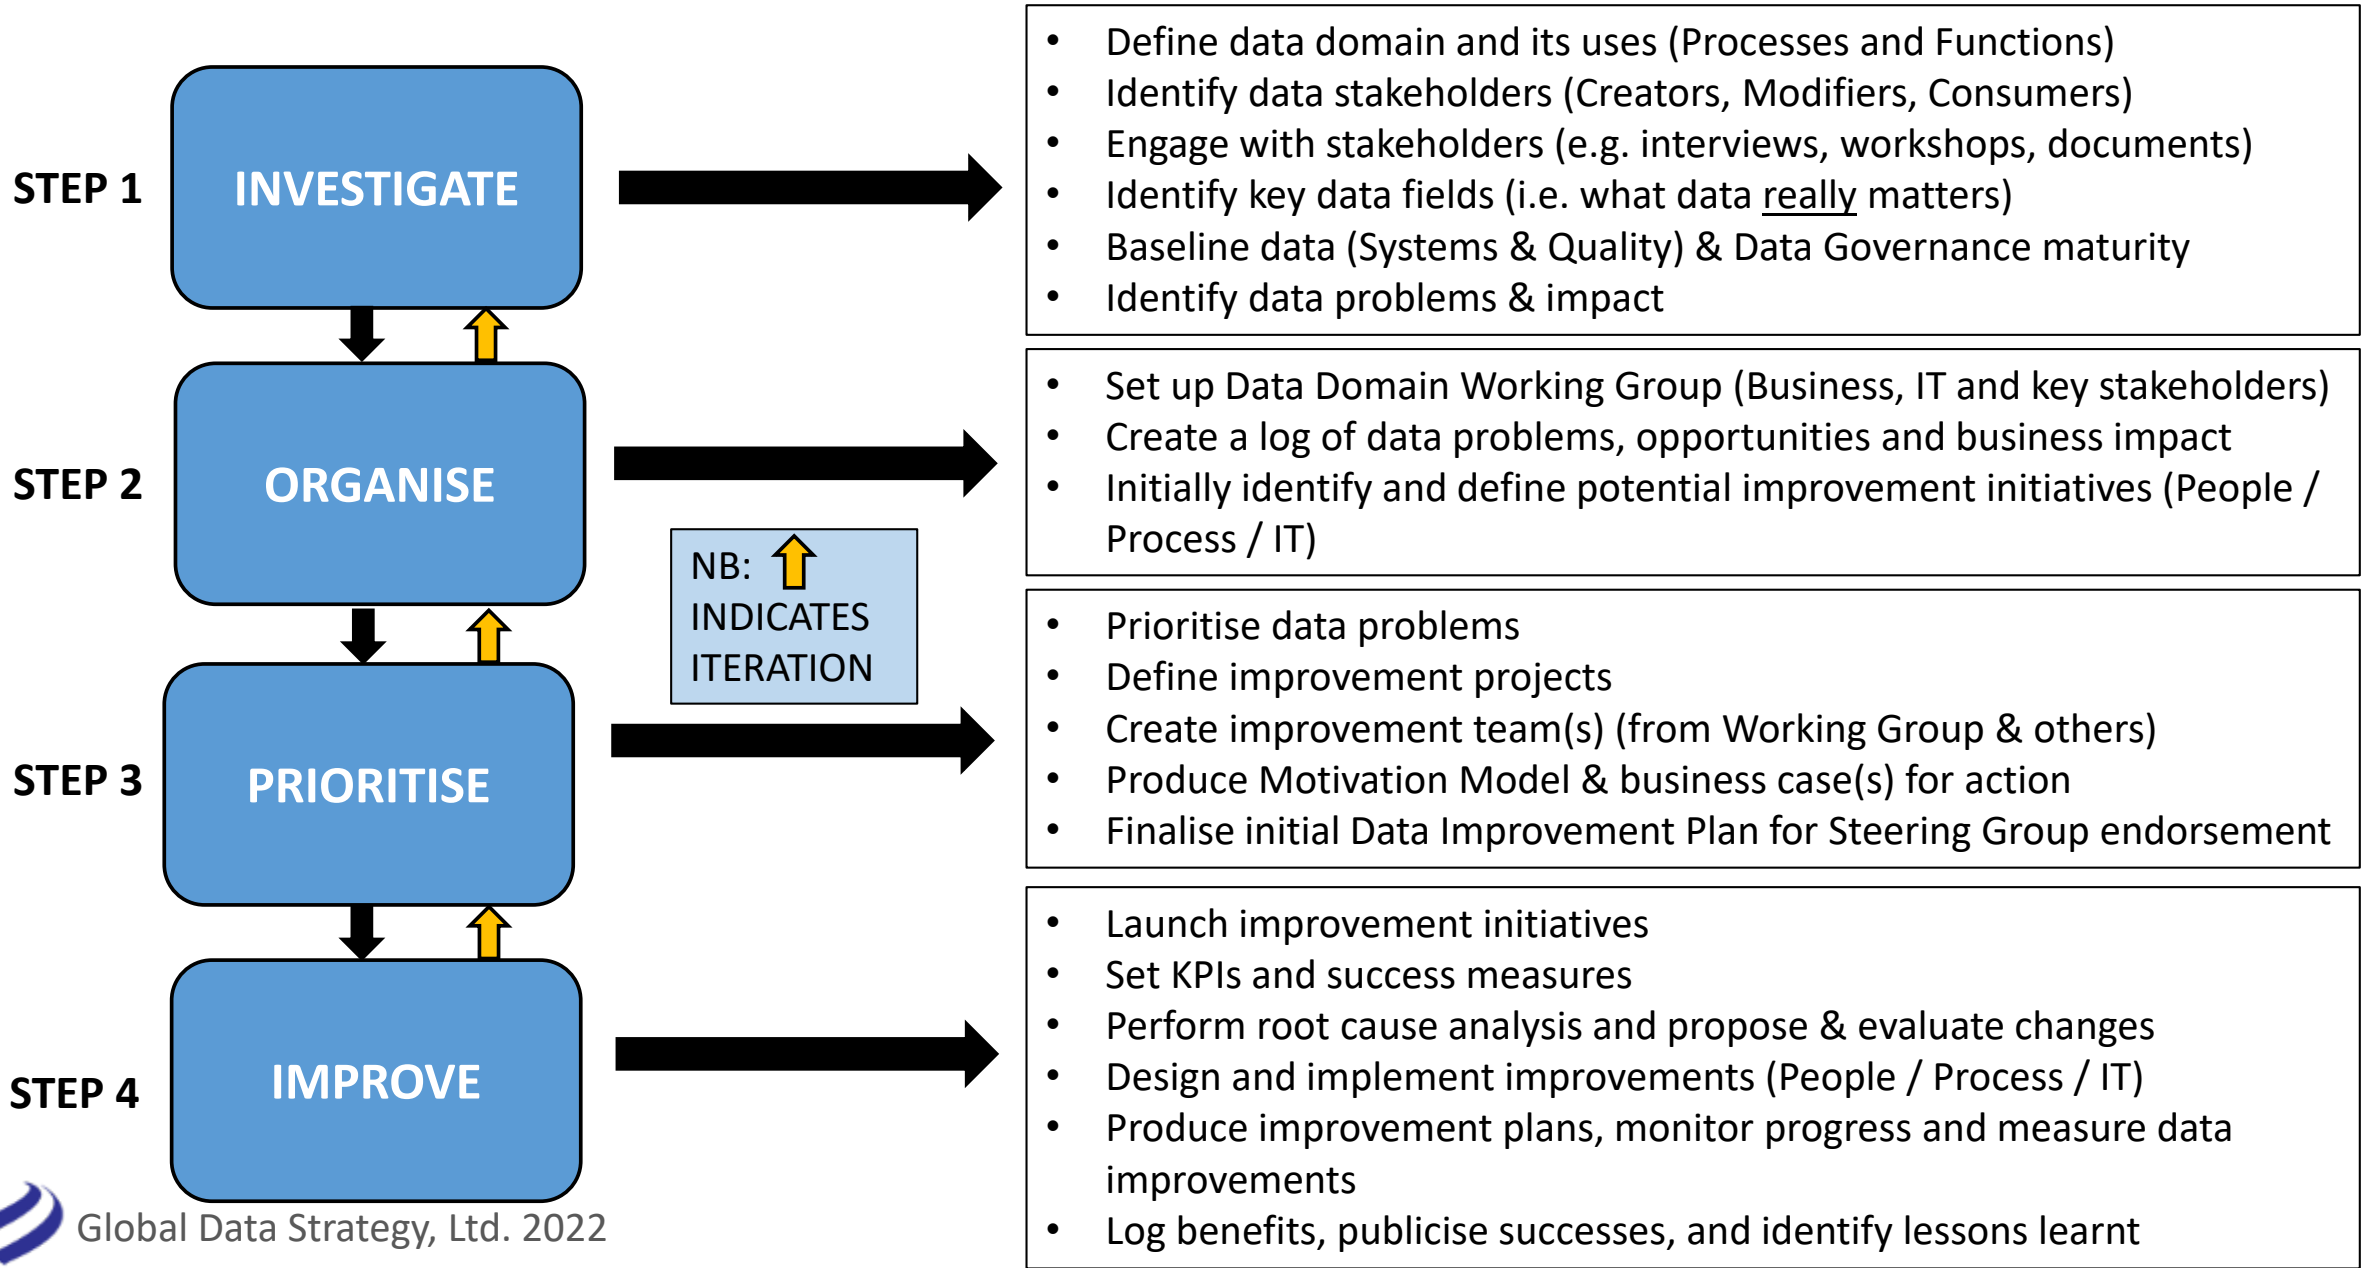 STEP 1
INVESTIGATE
• Define data domain and its uses (Processes and Functions)
• Identify data stakeholders (Creators, Modifiers, Consumers)
• Engage with stakeholders (e.g. interviews, workshops, documents)
• Identify key data fields (i.e. what data really matters)
• Baseline data (Systems & Quality) & Data Governance maturity
• Identify data problems & impact
STEP 2
ORGANISE
• Set up Data Domain Working Group (Business, IT and key stakeholders)
• Create a log of data problems, opportunities and business impact
• Initially identify and define potential improvement initiatives (People /
Process / IT)
NB:
INDICATES
ITERATION
STEP 3
PRIORITISE
• Prioritise data problems
• Define improvement projects
• Create improvement team(s) (from Working Group & others)
• Produce Motivation Model & business case(s) for action
• Finalise initial Data Improvement Plan for Steering Group endorsement
STEP 4
IMPROVE
• Launch improvement initiatives
• Set KPIs and success measures
• Perform root cause analysis and propose & evaluate changes
• Design and implement improvements (People / Process / IT)
• Produce improvement plans, monitor progress and measure data
improvements
• Log benefits, publicise successes, and identify lessons learnt
Global Data Strategy, Ltd. 2022